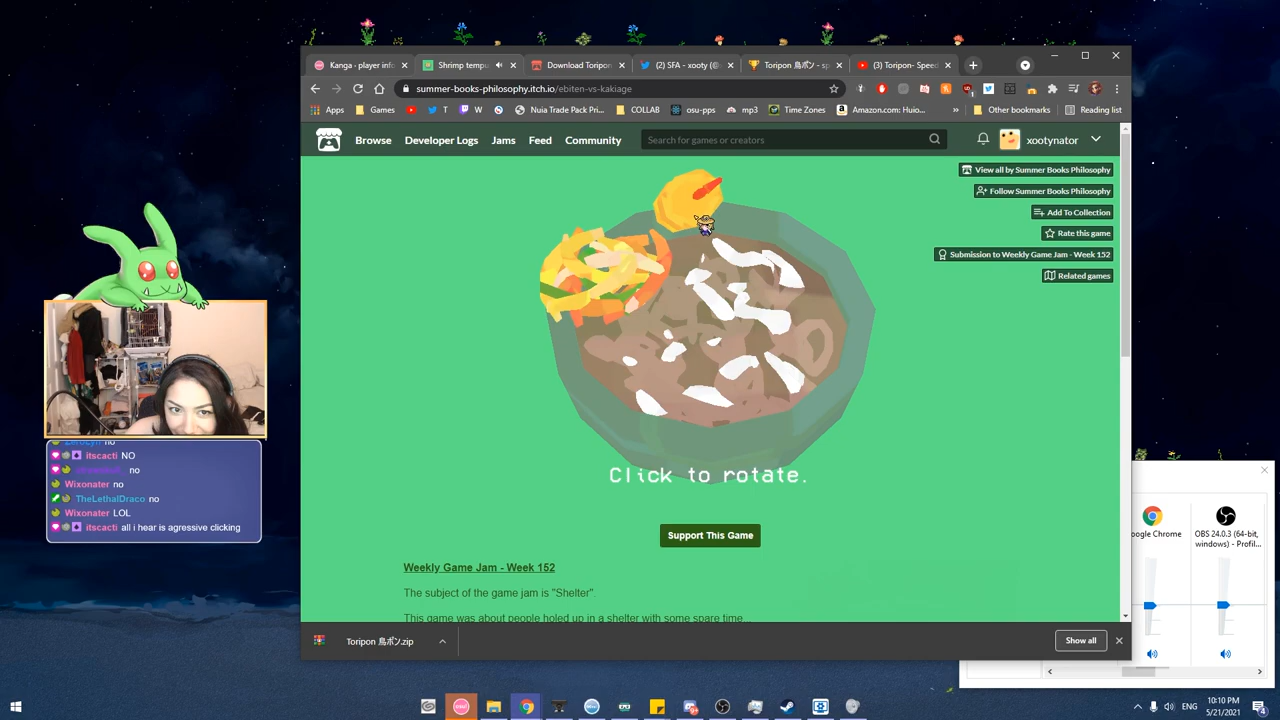 Kanga - player info
Shrimp tempu
Download Toripon
(2) SFA - xooty (@
Toripon 鳥ポン - sp
(3) Toripon- Speed
summer-books-philosophy.itch.io/ebiten-vs-kakiage
Apps
Games
T
W
Nuia Trade Pack Pri...
COLLAB
osu-pps
mp3
Time Zones
Amazon.com: Huio...
»
Other bookmarks
Reading list
Browse
Developer Logs
Jams
Feed
Community
Search for games or creators
xootynator
View all by Summer Books Philosophy
Follow Summer Books Philosophy
Add To Collection
Rate this game
Submission to Weekly Game Jam - Week 152
Related games
Click to rotate.
Support This Game
Weekly Game Jam - Week 152
The subject of the game jam is "Shelter".
This game was about people holed up in a shelter with some spare time...
no
itscacti NO
no
Wixonater no
TheLethalDraco no
Wixonater LOL
itscacti all i hear is agressive clicking
ogle Chrome
OBS 24.0.3 (64-bit,
windows) - Profil...
Toripon 鳥ポン.zip
Show all
ENG
10:10 PM
5/21/2021
4